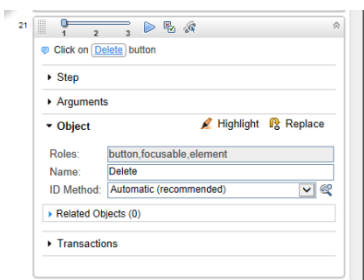 21
1 2 3
Click on Delete button
Step
Arguments
Object Highlight Replace
Roles: button,focusable,element
Name: Delete
ID Method: Automatic (recommended)
Related Objects (0)
Transactions